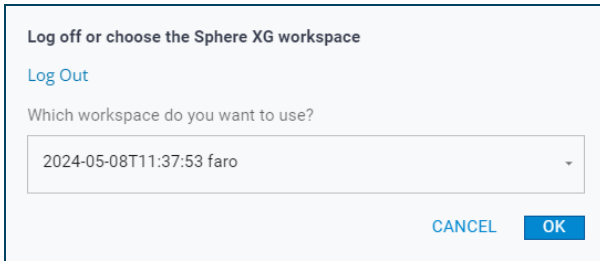 Log off or choose the Sphere XG workspace
Log Out
Which workspace do you want to use?
2024-05-08T11:37:53 faro
CANCEL OK